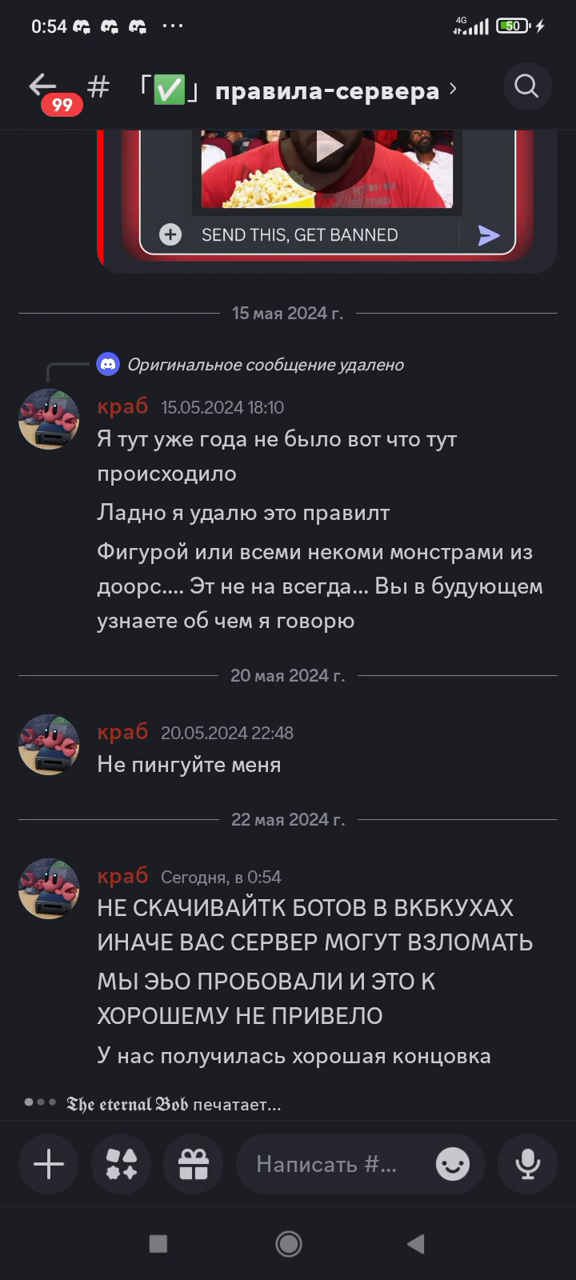 0:54
4G
50
99
# 「✅」 правила-сервера ›
SEND THIS, GET BANNED
15 мая 2024 г.
Оригинальное сообщение удалено
краб 15.05.2024 18:10
Я тут уже года не было вот что тут
происходило
Ладно я удалю это правилт
Фигурой или всеми некоми монстрами из
доорс.... Эт не на всегда... Вы в будующем
узнаете об чем я говорю
20 мая 2024 г.
краб 20.05.2024 22:48
Не пингуйте меня
22 мая 2024 г.
краб Сегодня, в 0:54
НЕ СКАЧИВАЙТК БОТОВ В ВКБКУХАХ
ИНАЧЕ ВАС СЕРВЕР МОГУТ ВЗЛОМАТЬ
МЫ ЭЬО ПРОБОВАЛИ И ЭТО К
ХОРОШЕМУ НЕ ПРИВЕЛО
У нас получилась хорошая концовка
𝕿𝖍𝖊 𝖊𝖙𝖊𝖗𝖓𝖆𝖑 𝕭𝖔𝖇 печатает...
Написать #...